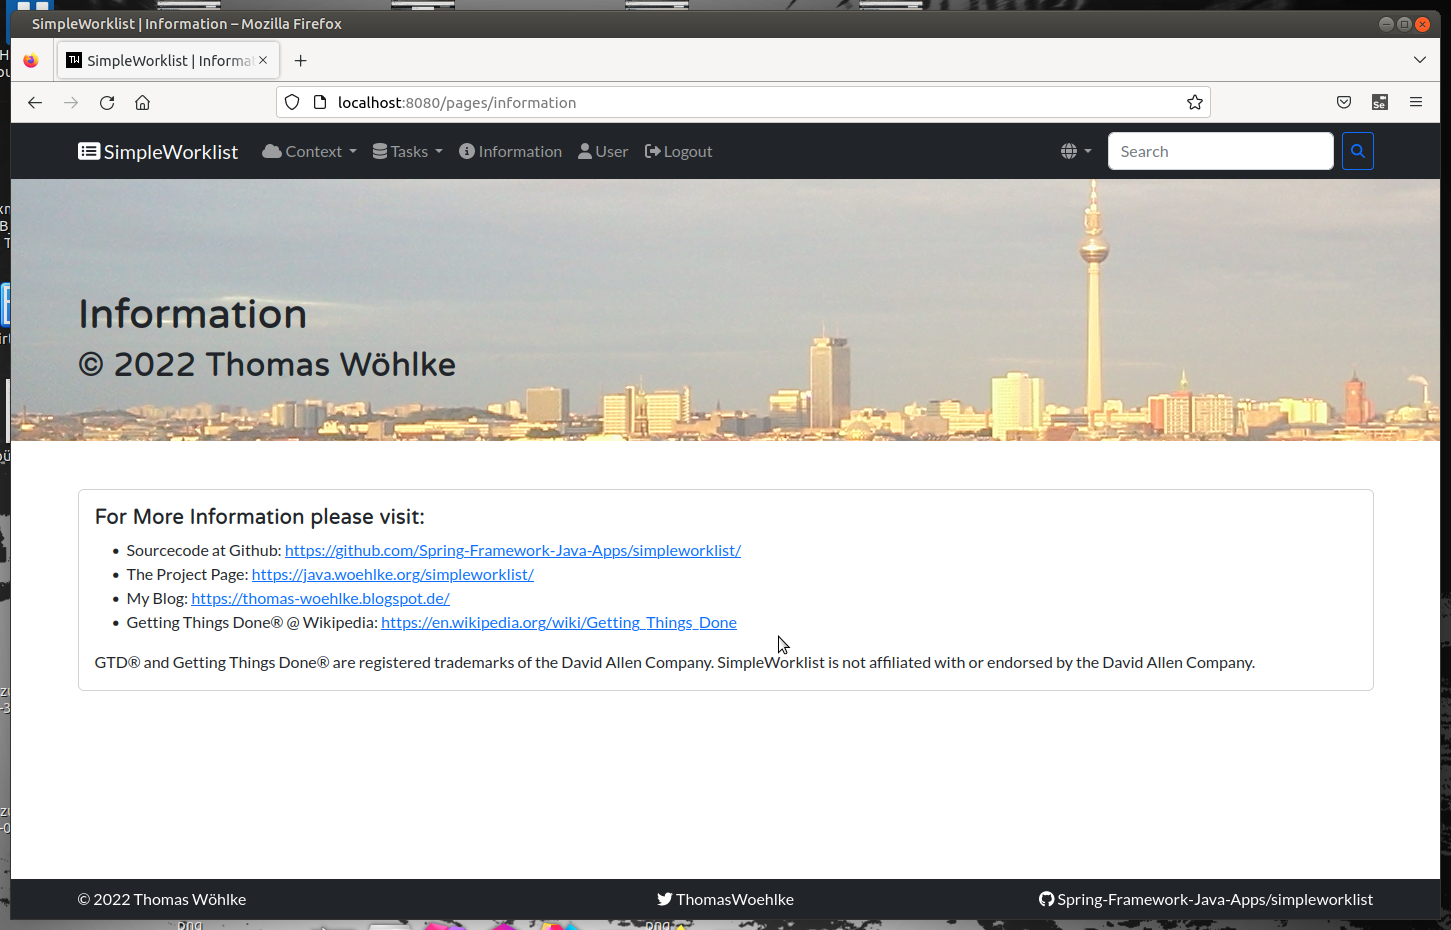 SimpleWorklist | Information – Mozilla Firefox
SimpleWorklist | Informa
localhost:8080/pages/information
SimpleWorklist Context Tasks Information User Logout Search
Information
© 2022 Thomas Wöhlke
For More Information please visit:
• Sourcecode at Github: https://github.com/Spring-Framework-Java-Apps/simpleworklist/
• The Project Page: https://java.woehlke.org/simpleworklist/
• My Blog: https://thomas-woehlke.blogspot.de/
• Getting Things Done® @ Wikipedia: https://en.wikipedia.org/wiki/Getting_Things_Done
GTD® and Getting Things Done® are registered trademarks of the David Allen Company. SimpleWorklist is not affiliated with or endorsed by the David Allen Company.
© 2022 Thomas Wöhlke ThomasWoehlke Spring-Framework-Java-Apps/simpleworklist